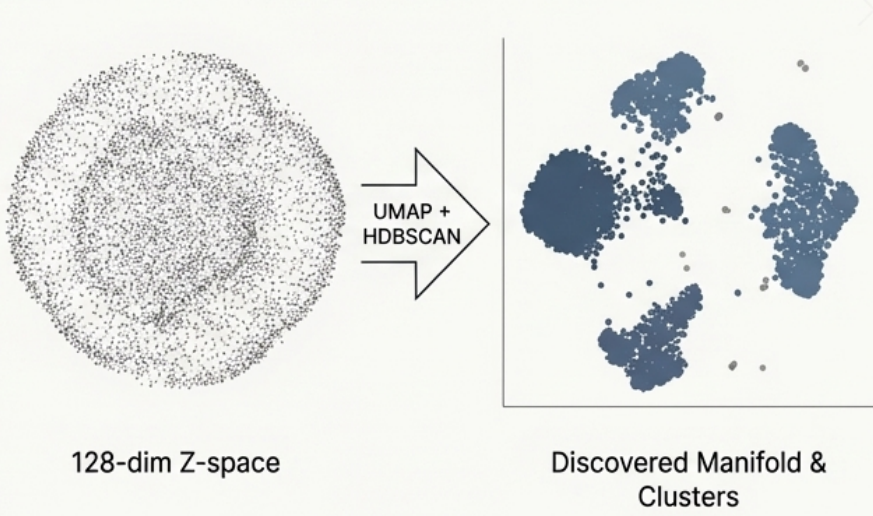 UMAP +
HDBSCAN
128-dim Z-space
Discovered Manifold &
Clusters